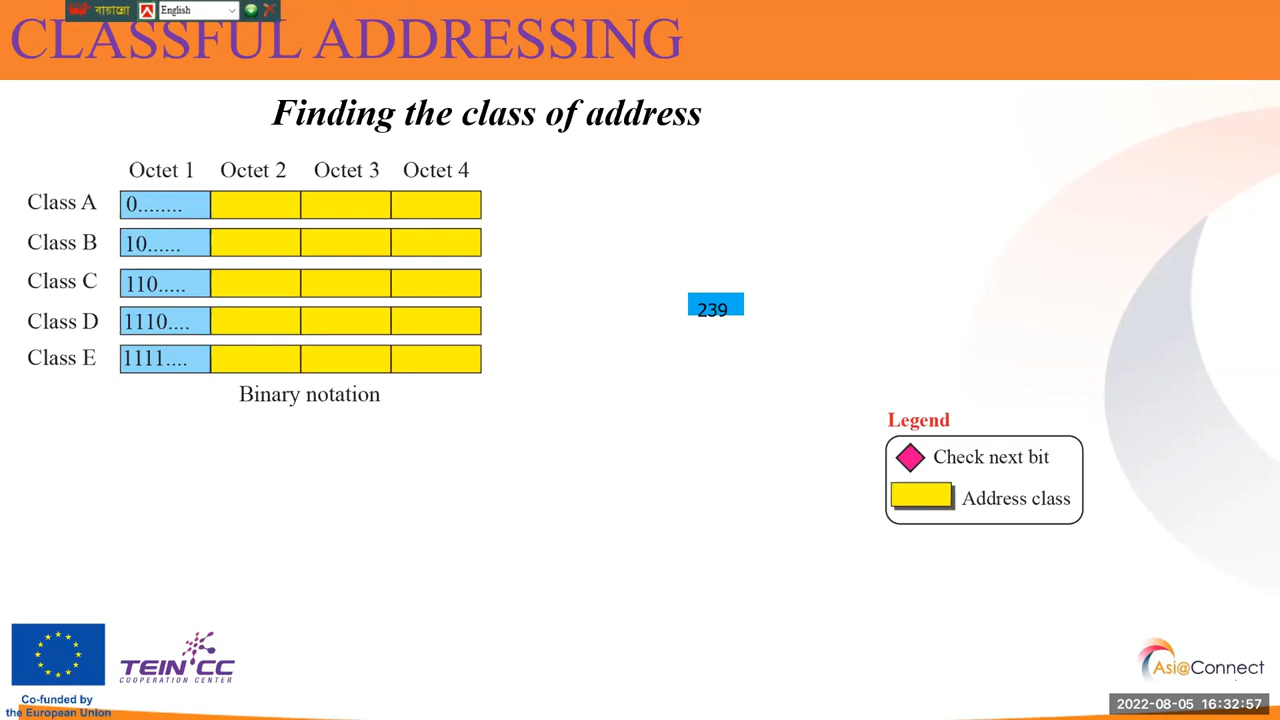 বায়ান্নো English
CLASSFUL ADDRESSING
Finding the class of address
Octet 1 Octet 2 Octet 3 Octet 4
Class A 0........
Class B 10......
Class C 110.....
Class D 1110....
Class E 1111....
Binary notation
239
Legend
Check next bit
Address class
Co-funded by
the European Union
TEIN*CC
COOPERATION CENTER
Asi@Connect
2022-08-05 16:32:57